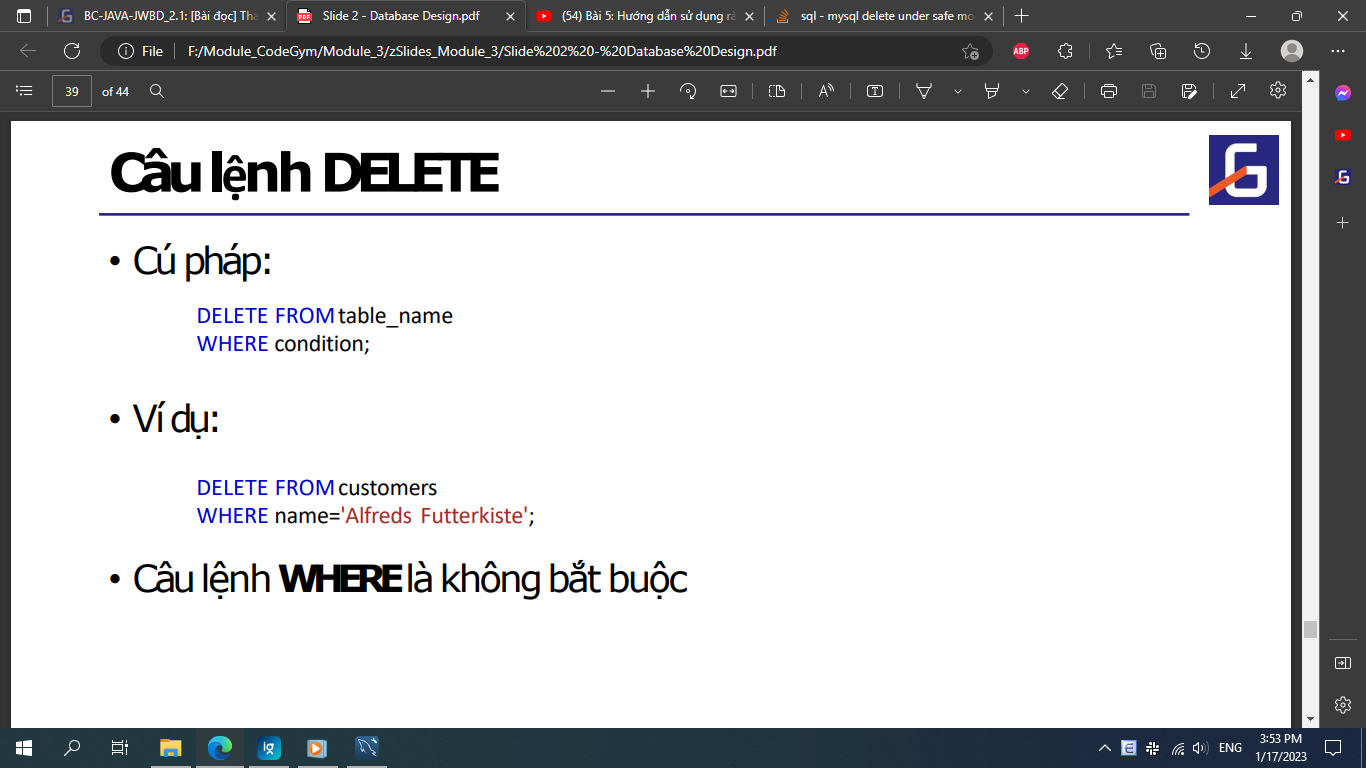 BC-JAVA-JWBD_2.1: [Bài đọc] Tha
Slide 2 - Database Design.pdf
(54) Bài 5: Hướng dẫn sử dụng rà
sql - mysql delete under safe mo
File
F:/Module_CodeGym/Module_3/zSlides_Module_3/Slide%202%20-%20Database%20Design.pdf
ABP
39 of 44
Câu lệnh DELETE
• Cú pháp:
DELETE FROM table_name
WHERE condition;
• Ví dụ:
DELETE FROM customers
WHERE name='Alfreds Futterkiste';
• Câu lệnh WHERE là không bắt buộc
ENG
3:53 PM
1/17/2023